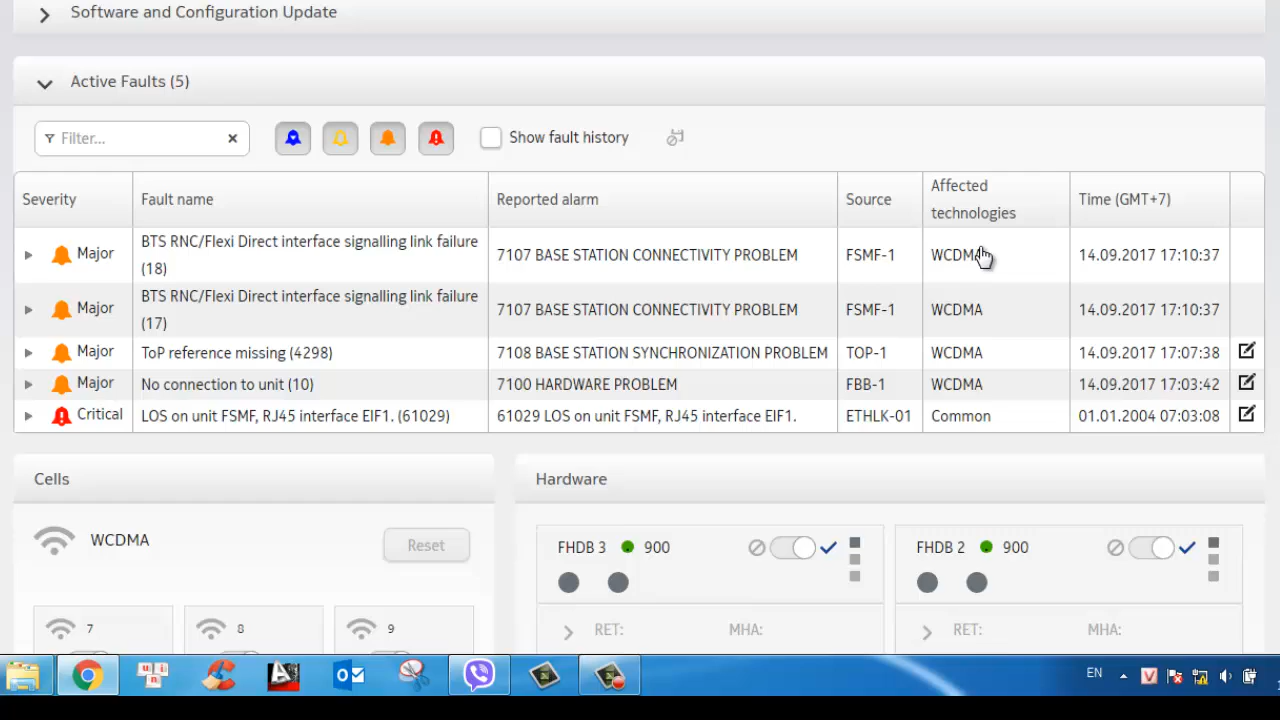 Software and Configuration Update
Active Faults (5)
Filter...
Show fault history
Severity
Fault name
Reported alarm
Source
Affected
technologies
Time (GMT+7)
Major
BTS RNC/Flexi Direct interface signalling link failure
(18)
7107 BASE STATION CONNECTIVITY PROBLEM
FSMF-1
WCDMA
14.09.2017 17:10:37
Major
BTS RNC/Flexi Direct interface signalling link failure
(17)
7107 BASE STATION CONNECTIVITY PROBLEM
FSMF-1
WCDMA
14.09.2017 17:10:37
Major
ToP reference missing (4298)
7108 BASE STATION SYNCHRONIZATION PROBLEM
TOP-1
WCDMA
14.09.2017 17:07:38
Major
No connection to unit (10)
7100 HARDWARE PROBLEM
FBB-1
WCDMA
14.09.2017 17:03:42
Critical
LOS on unit FSMF, RJ45 interface EIF1. (61029)
61029 LOS on unit FSMF, RJ45 interface EIF1.
ETHLK-01
Common
01.01.2004 07:03:08
Cells
Hardware
WCDMA
Reset
FHDB 3
900
FHDB 2
900
7
8
9
RET:
MHA:
RET:
MHA:
EN